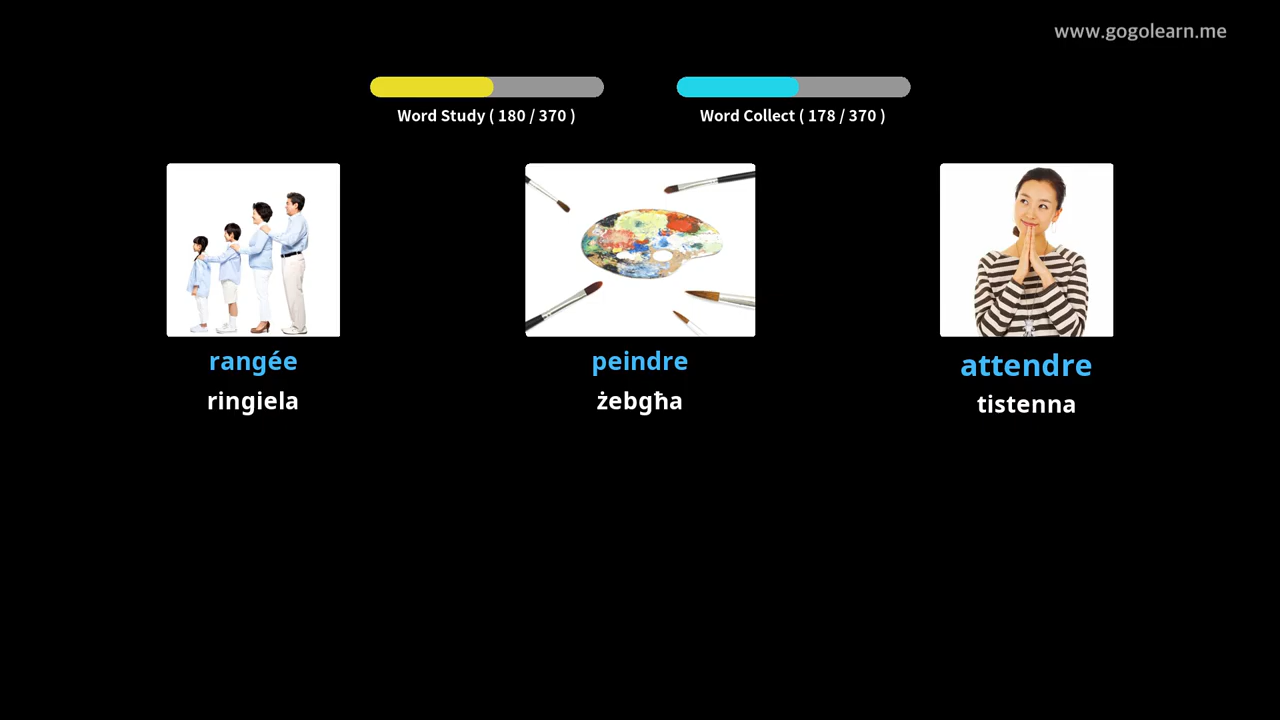 www.gogolearn.me
Word Study ( 180 / 370 )
Word Collect ( 178 / 370 )
rangée
ringiela
peindre
żebgħa
attendre
tistenna